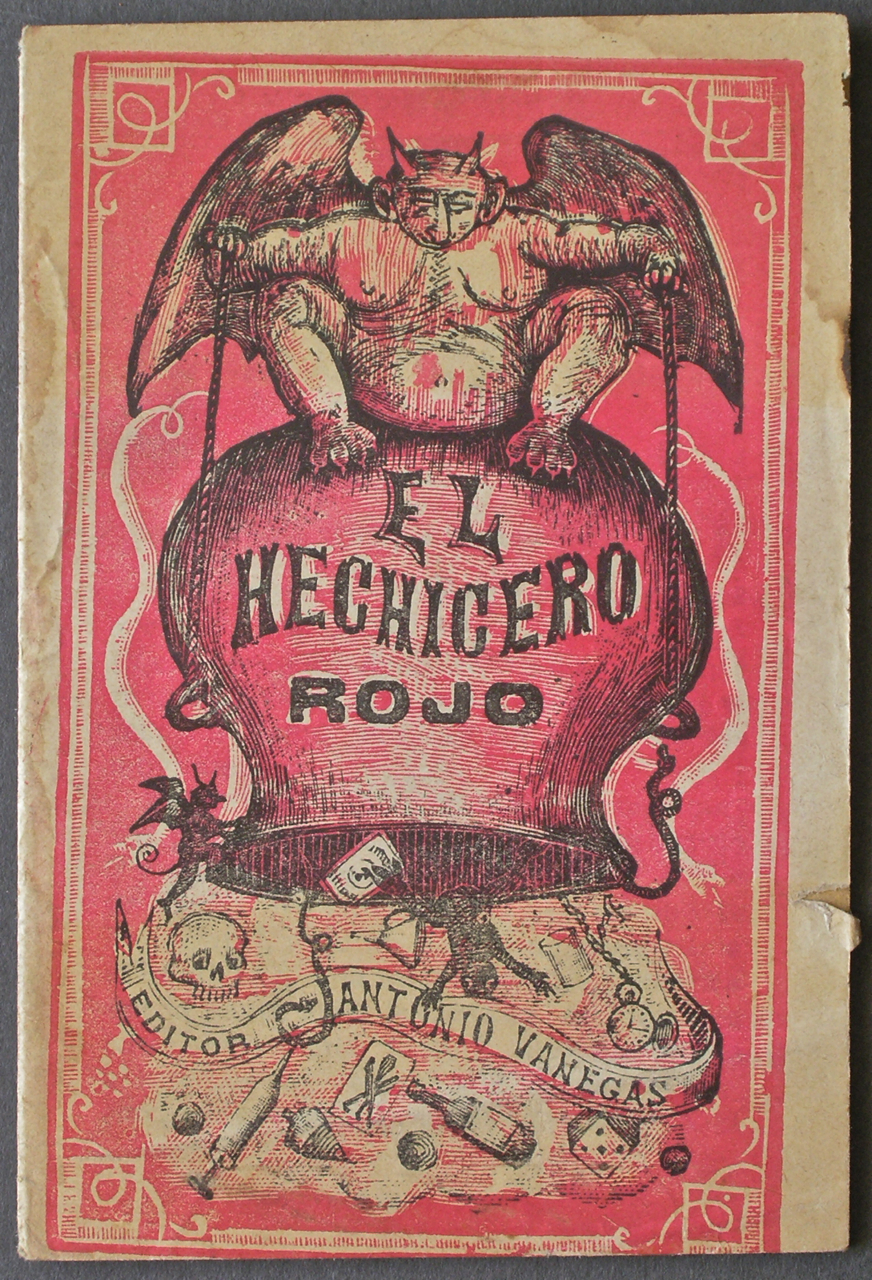 EL
HECHICERO
ROJO
EDITOR ANTONIO VANEGAS